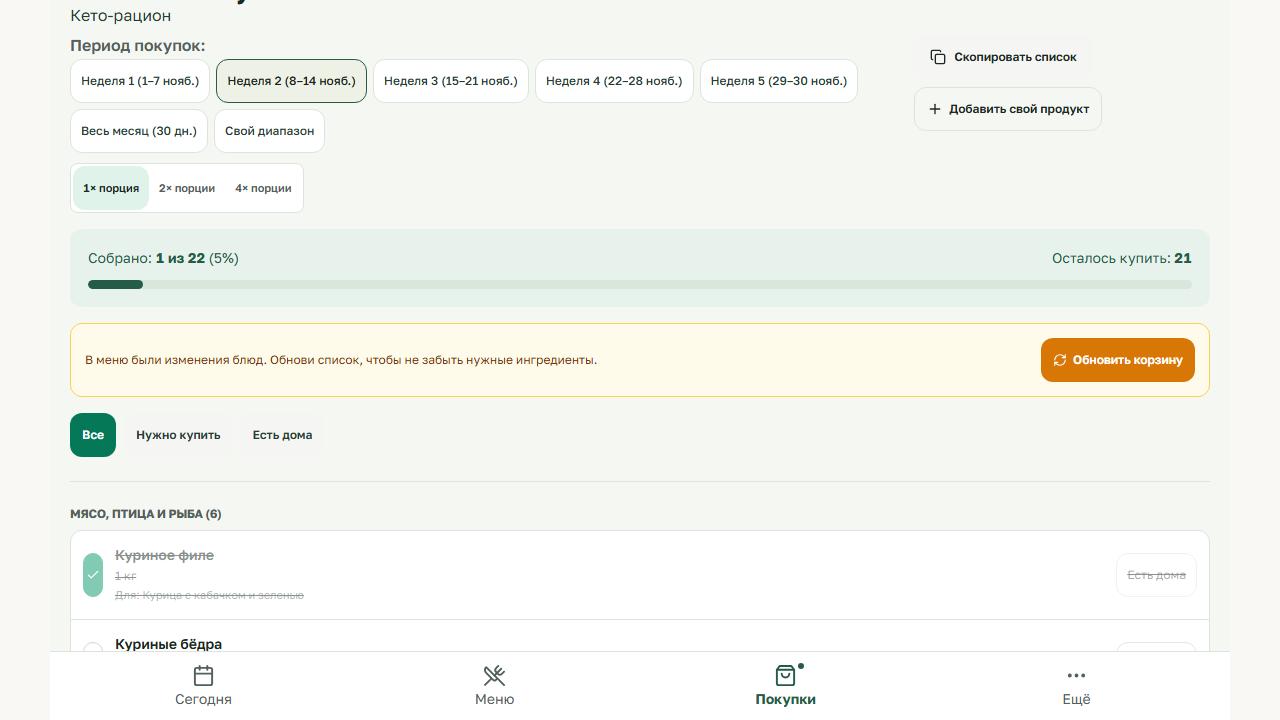 Кето-рацион
Период покупок:
Неделя 1 (1–7 нояб.)
Неделя 2 (8–14 нояб.)
Неделя 3 (15–21 нояб.)
Неделя 4 (22–28 нояб.)
Неделя 5 (29–30 нояб.)
Весь месяц (30 дн.)
Свой диапазон
Скопировать список
Добавить свой продукт
1× порция
2× порции
4× порции
Собрано: 1 из 22 (5%)
Осталось купить: 21
В меню были изменения блюд. Обнови список, чтобы не забыть нужные ингредиенты.
Обновить корзину
Все
Нужно купить
Есть дома
МЯСО, ПТИЦА И РЫБА (6)
Куриное филе
1 кг
Для: Курица с кабачком и зеленью
Есть дома
Куриные бёдра
Сегодня
Меню
Покупки
Ещё